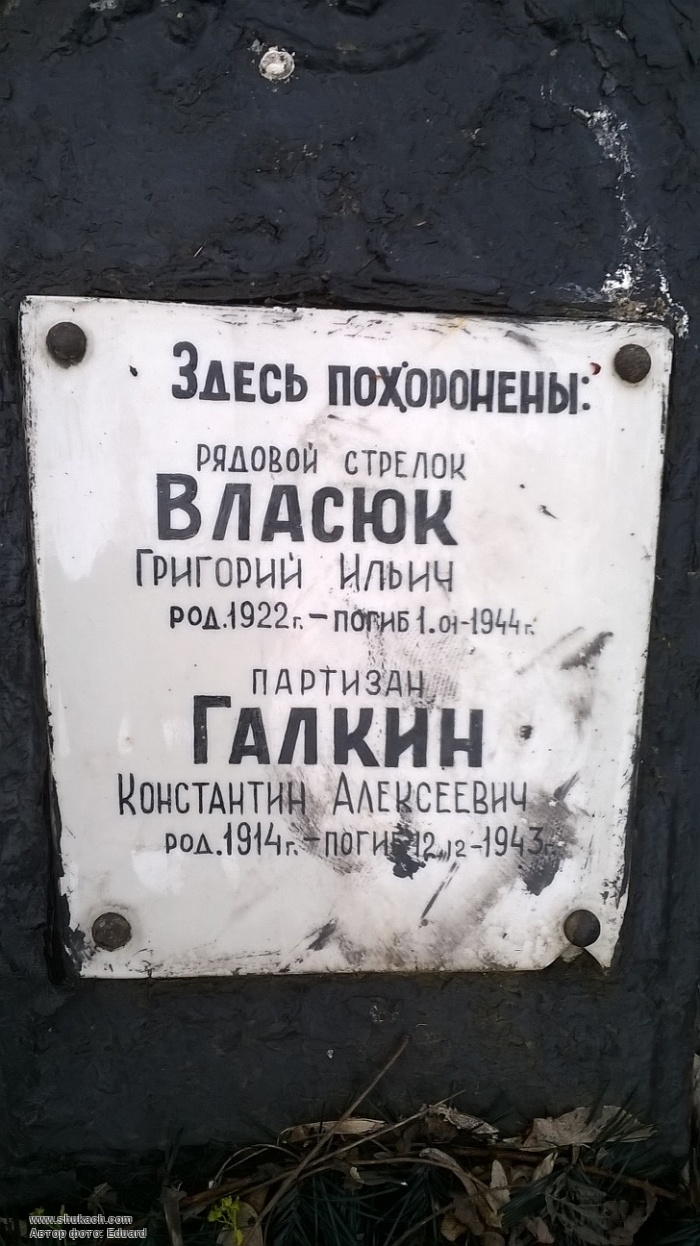 Здесь похоронены:
рядовой стрелок
Власюк
Григорий Ильич
род. 1922г. – погиб 1.01-1944г.
партизан
Галкин
Константин Алексеевич
род. 1914г. – погиб 12.12-1943г.
www.shukach.com
Автор фото: Eduard